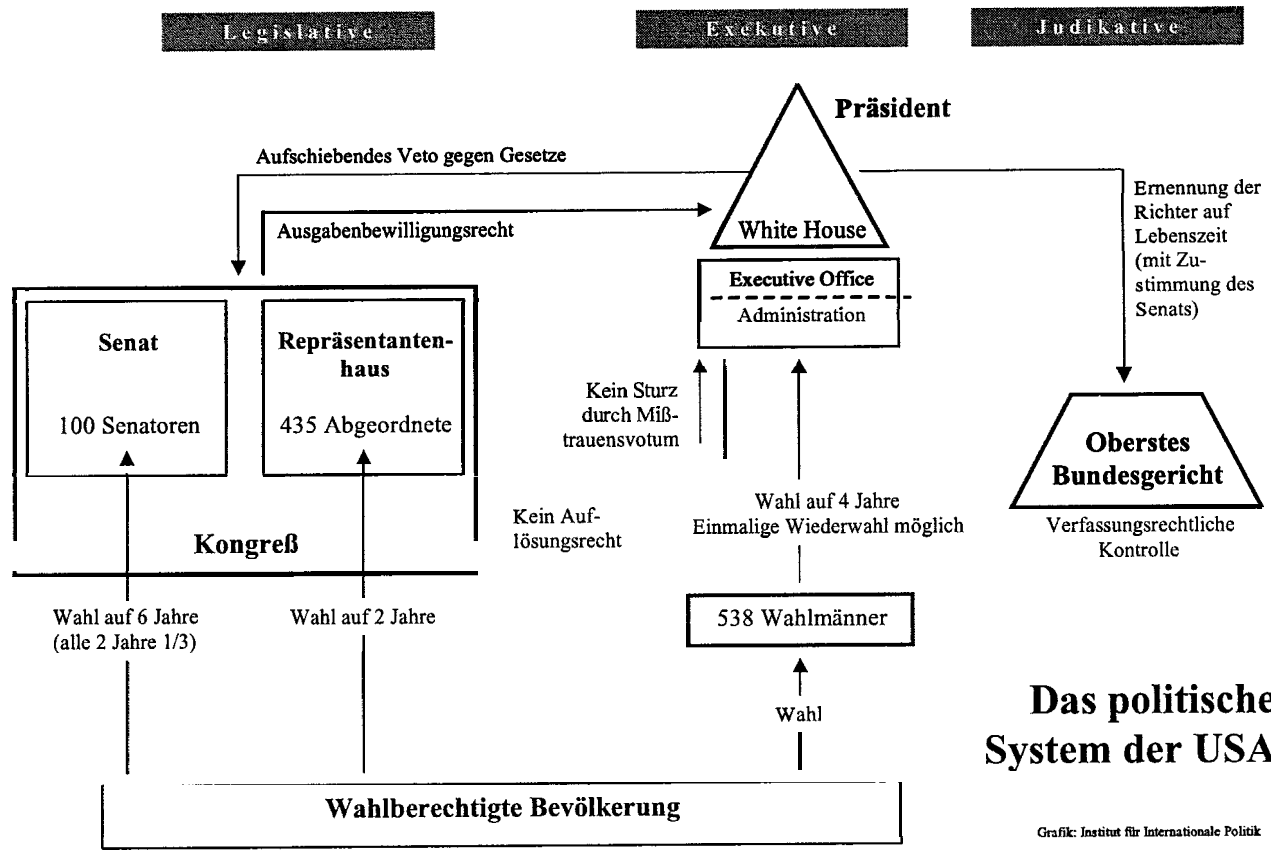 Legislative
Exekutive
Judikative
Präsident
Aufschiebendes Veto gegen Gesetze
Ausgabenbewilligungsrecht
White House
Ernennung der
Richter auf
Lebenszeit
(mit Zu-
stimmung des
Senats)
Executive Office
Administration
Senat
100 Senatoren
Repräsentanten-
haus
435 Abgeordnete
Kongreß
Kein Sturz
durch Miß-
trauensvotum
Kein Auf-
lösungsrecht
Wahl auf 4 Jahre
Einmalige Wiederwahl möglich
Oberstes
Bundesgericht
Verfassungsrechtliche
Kontrolle
Wahl auf 6 Jahre
(alle 2 Jahre 1/3)
Wahl auf 2 Jahre
538 Wahlmänner
Wahl
Wahlberechtigte Bevölkerung
Das politische
System der USA
Grafik: Institut für Internationale Politik